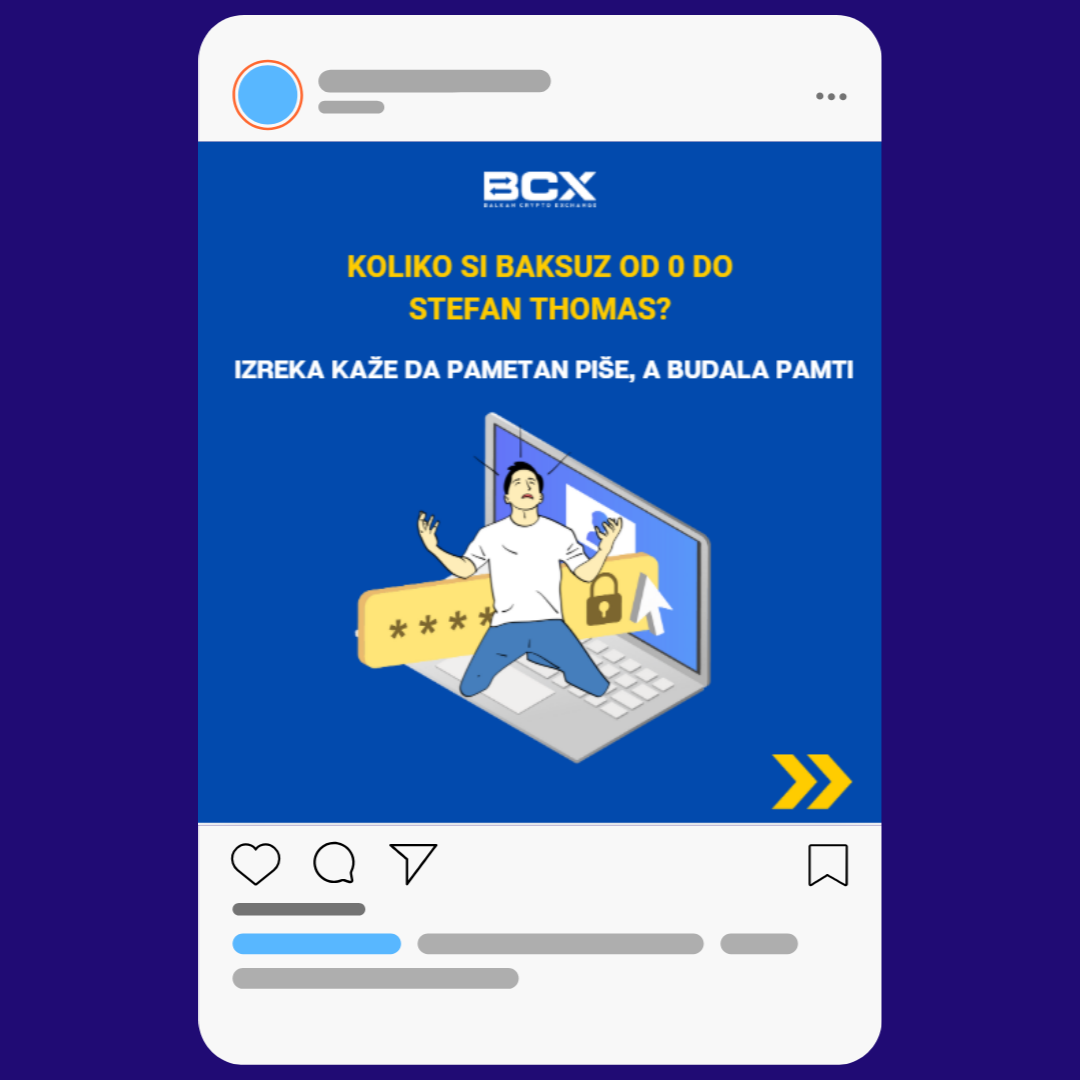 BCX
BALKAN CRYPTO EXCHANGE
KOLIKO SI BAKSUZ OD 0 DO
STEFAN THOMAS?
IZREKA KAŽE DA PAMETAN PIŠE, A BUDALA PAMTI
* * * *